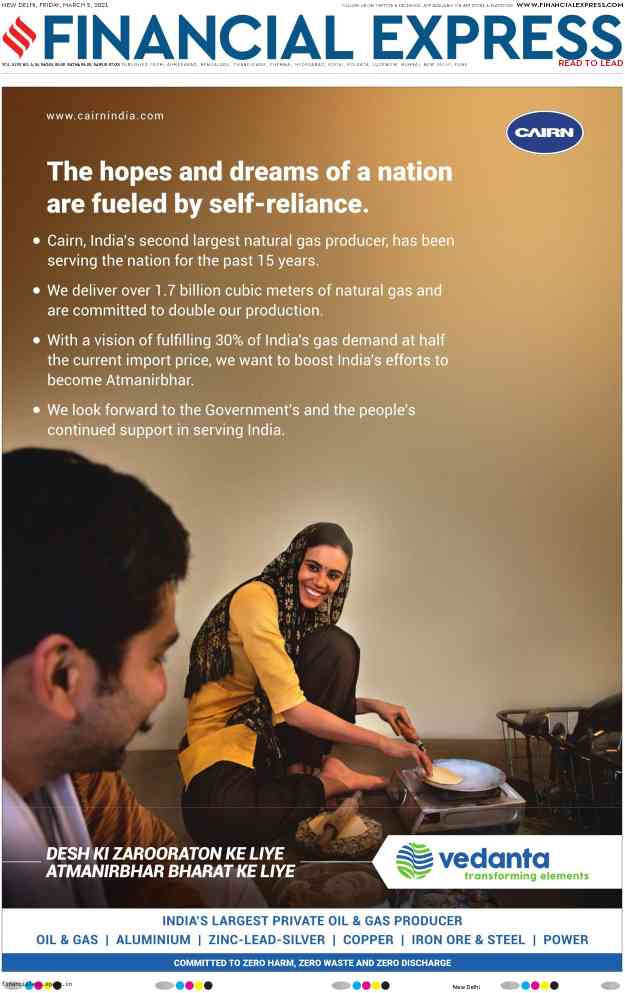 NEW DELHI, FRIDAY, MARCH 5, 2021
WWW.FINANCIALEXPRESS.COM
FINANCIAL EXPRESS
READ TO LEAD
www.cairnindia.com
CAIRN
The hopes and dreams of a nation
are fueled by self-reliance.
• Cairn, India's second largest natural gas producer, has been
serving the nation for the past 15 years.
• We deliver over 1.7 billion cubic meters of natural gas and
are committed to double our production.
• With a vision of fulfilling 30% of India's gas demand at half
the current import price, we want to boost India's efforts to
become Atmanirbhar.
• We look forward to the Government's and the people's
continued support in serving India.
DESH KI ZAROORATON KE LIYE
ATMANIRBHAR BHARAT KE LIYE
vedanta
transforming elements
INDIA'S LARGEST PRIVATE OIL & GAS PRODUCER
OIL & GAS | ALUMINIUM | ZINC-LEAD-SILVER | COPPER | IRON ORE & STEEL | POWER
COMMITTED TO ZERO HARM, ZERO WASTE AND ZERO DISCHARGE
New Delhi